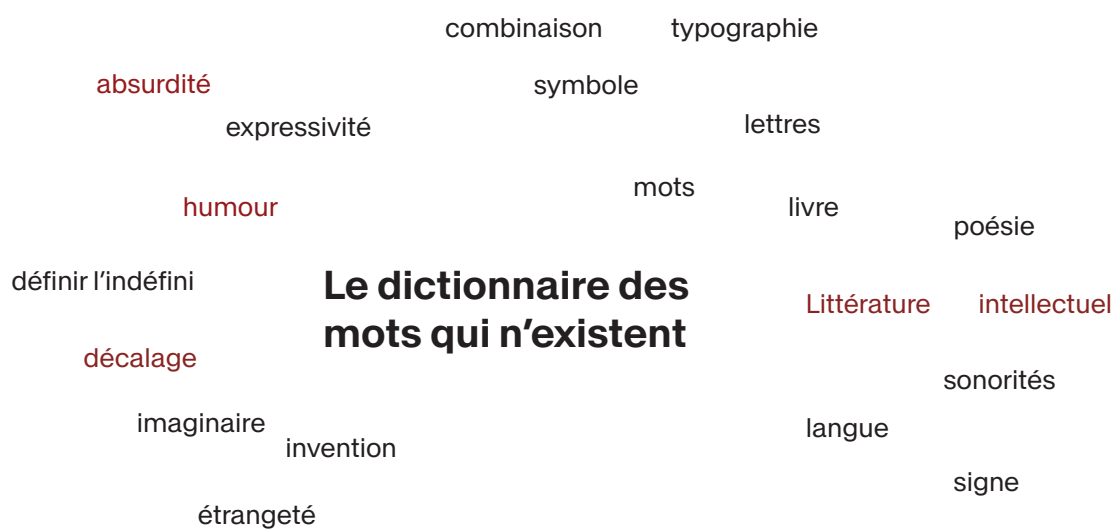 combinaison typographie
absurdité symbole
expressivité lettres
mots
humour livre
poésie
définir l’indéfini
Le dictionnaire des
mots qui n’existent
Littérature intellectuel
décalage
sonorités
imaginaire langue
invention
signe
étrangeté